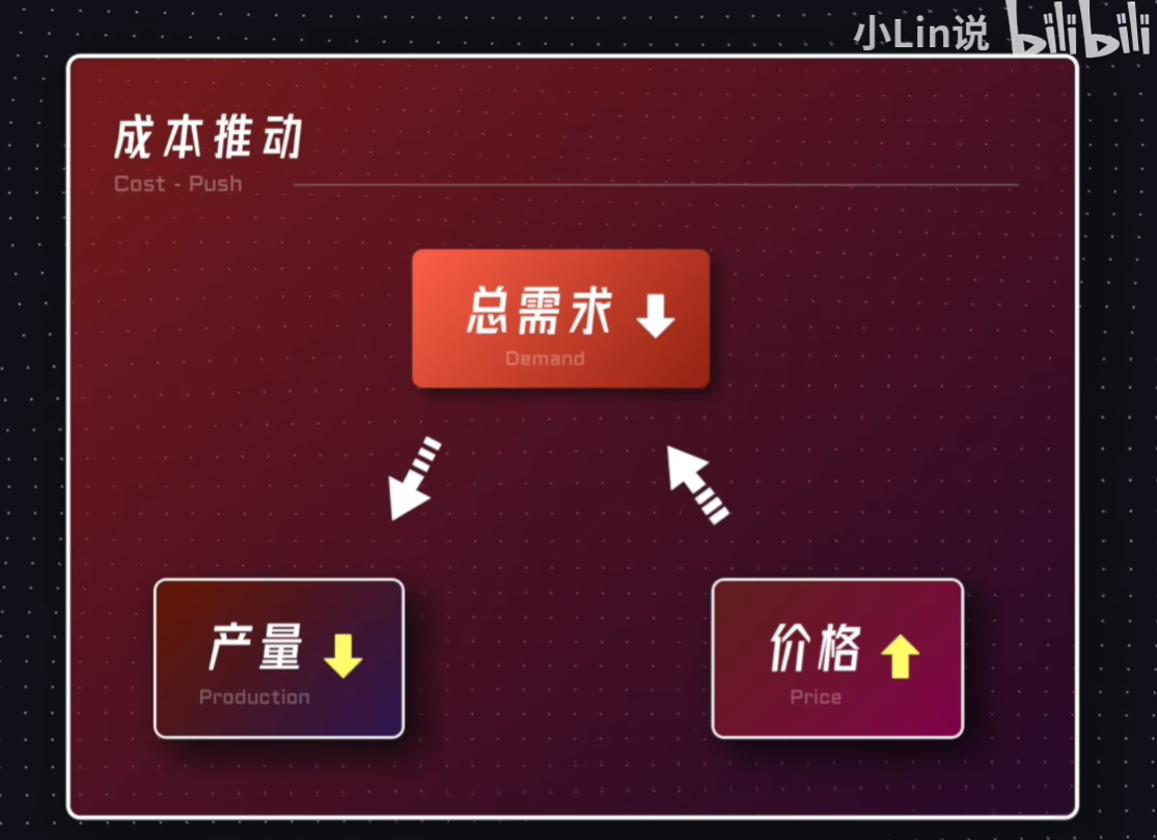 小Lin说 bilibili
成本推动
Cost - Push
总需求
Demand
产量
Production
价格
Price